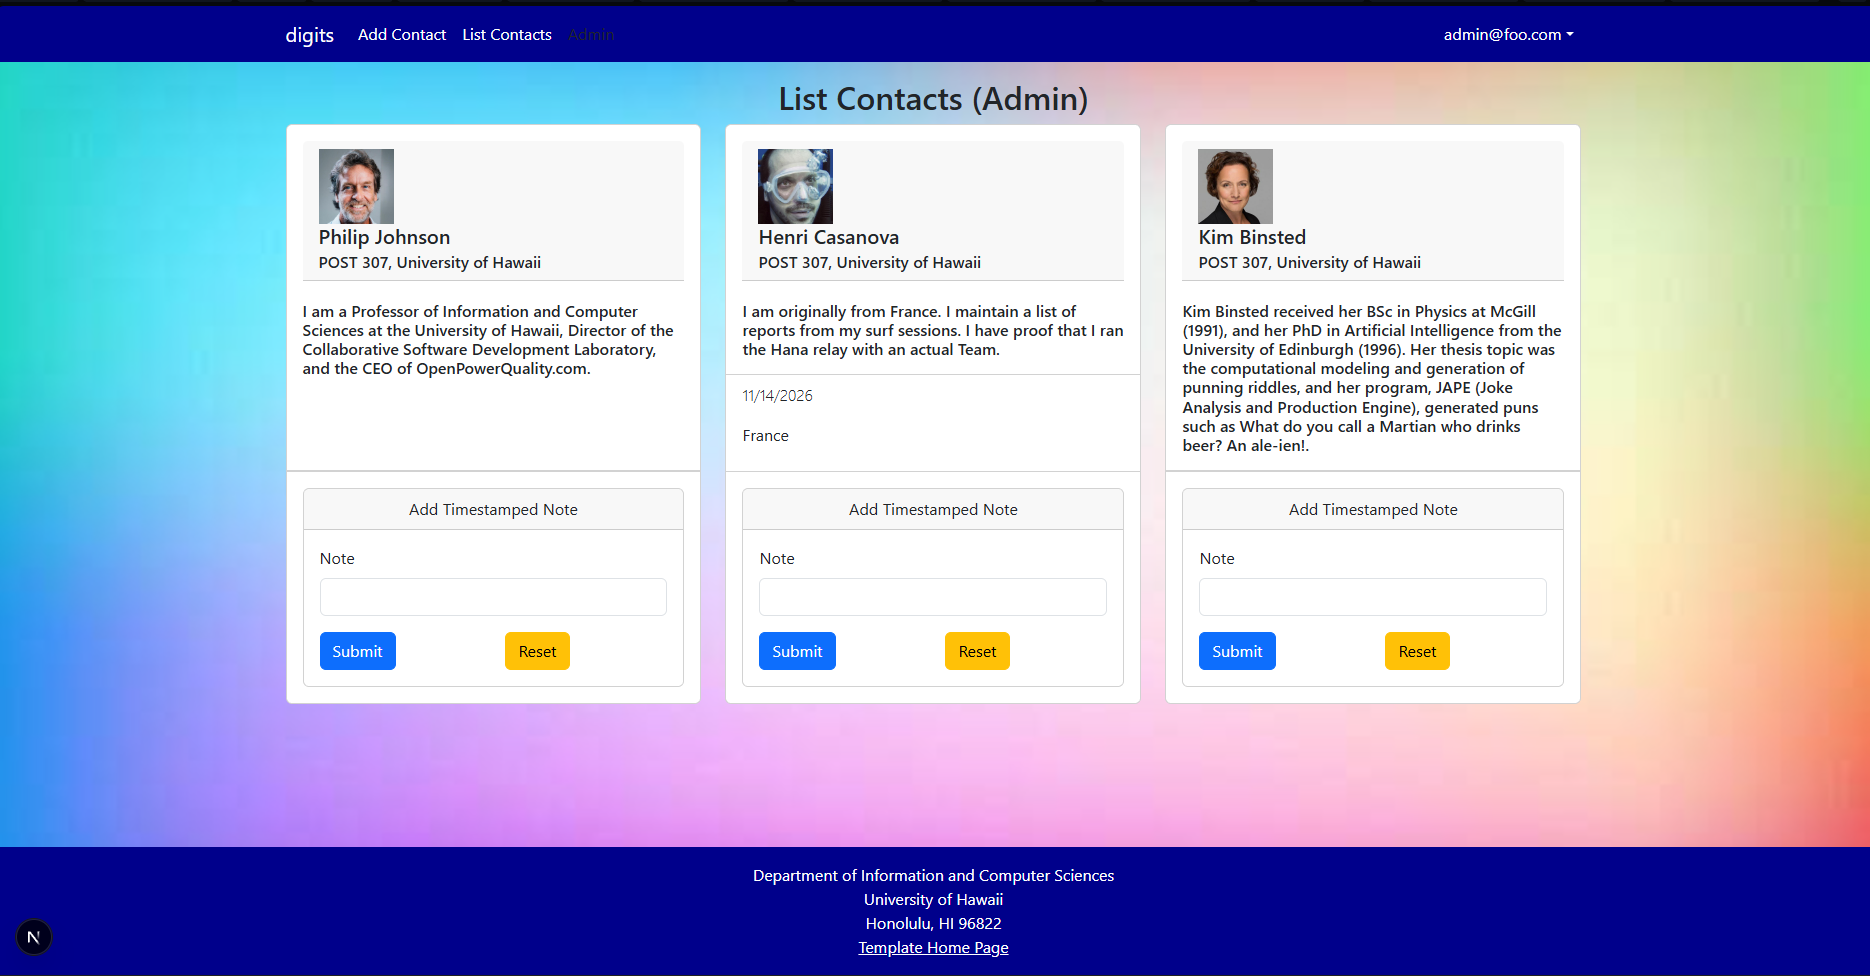 digits Add Contact List Contacts Admin admin@foo.com
List Contacts (Admin)
Philip Johnson
POST 307, University of Hawaii
I am a Professor of Information and Computer
Sciences at the University of Hawaii, Director of the
Collaborative Software Development Laboratory,
and the CEO of OpenPowerQuality.com.
Add Timestamped Note
Note
Submit Reset
Henri Casanova
POST 307, University of Hawaii
I am originally from France. I maintain a list of
reports from my surf sessions. I have proof that I ran
the Hana relay with an actual Team.
11/14/2026
France
Add Timestamped Note
Note
Submit Reset
Kim Binsted
POST 307, University of Hawaii
Kim Binsted received her BSc in Physics at McGill
(1991), and her PhD in Artificial Intelligence from the
University of Edinburgh (1996). Her thesis topic was
the computational modeling and generation of
punning riddles, and her program, JAPE (Joke
Analysis and Production Engine), generated puns
such as What do you call a Martian who drinks
beer? An ale-ien!.
Add Timestamped Note
Note
Submit Reset
Department of Information and Computer Sciences
University of Hawaii
Honolulu, HI 96822
Template Home Page
N